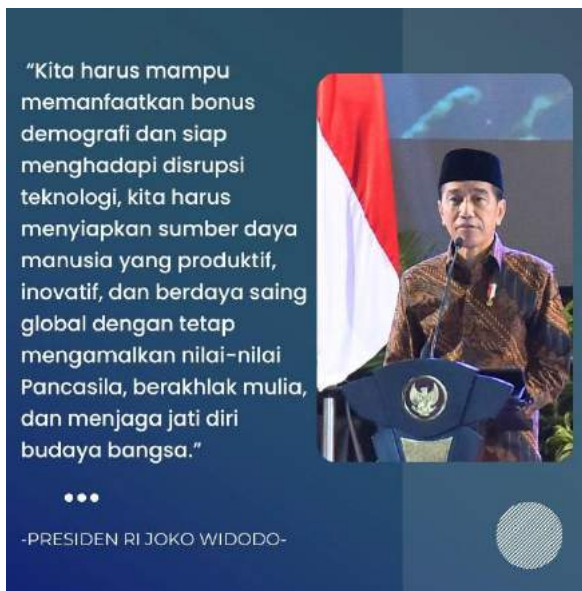 “Kita harus mampu
memanfaatkan bonus
demografi dan siap
menghadapi disrupsi
teknologi, kita harus
menyiapkan sumber daya
manusia yang produktif,
inovatif, dan berdaya saing
global dengan tetap
mengamalkan nilai-nilai
Pancasila, berakhlak mulia,
dan menjaga jati diri
budaya bangsa.”
-PRESIDEN RI JOKO WIDODO-